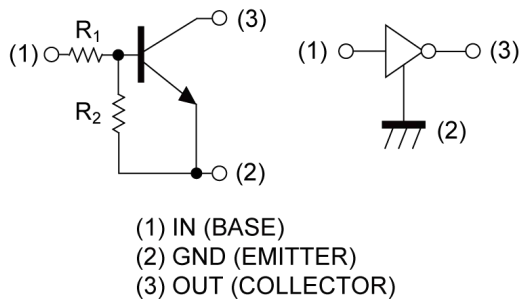 (3)
(1)
R1
R2
(2)
(1)
(3)
(2)
(1) IN (BASE)
(2) GND (EMITTER)
(3) OUT (COLLECTOR)